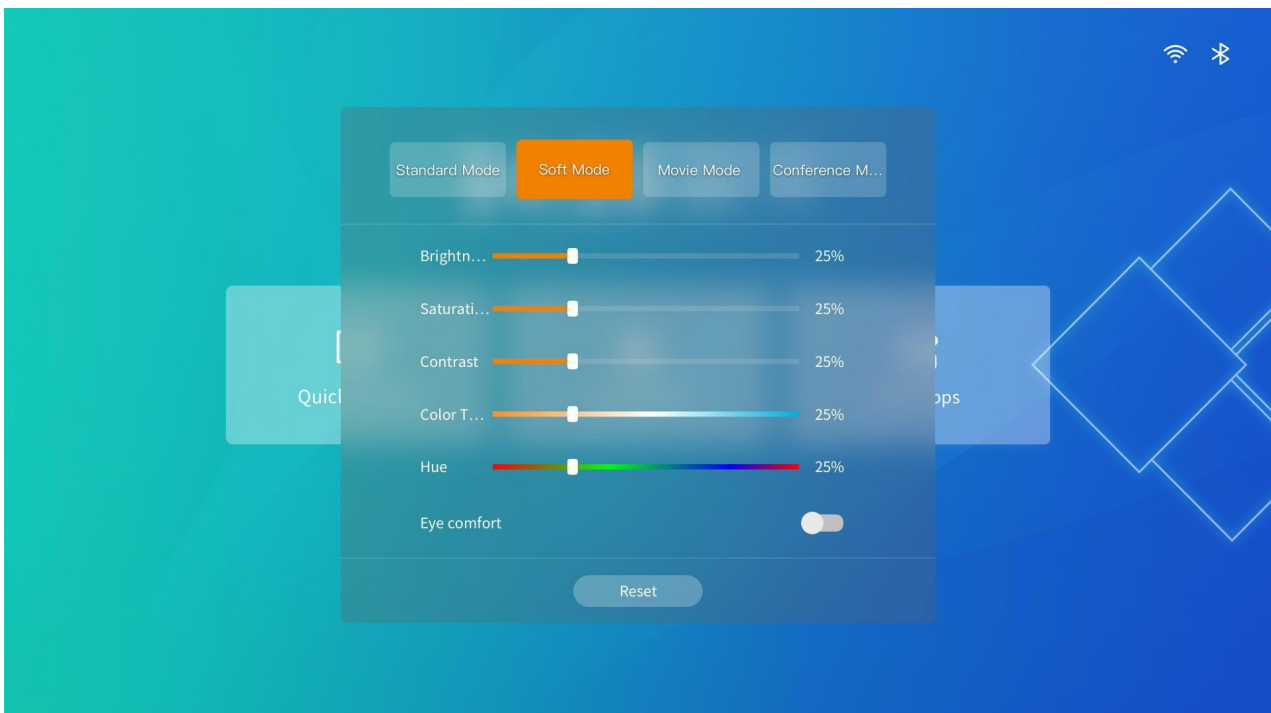 Standard Mode
Soft Mode
Movie Mode
Conference M...
Brightn... 25%
Saturati... 25%
Contrast 25%
Color T... 25%
Hue 25%
Eye comfort
Reset